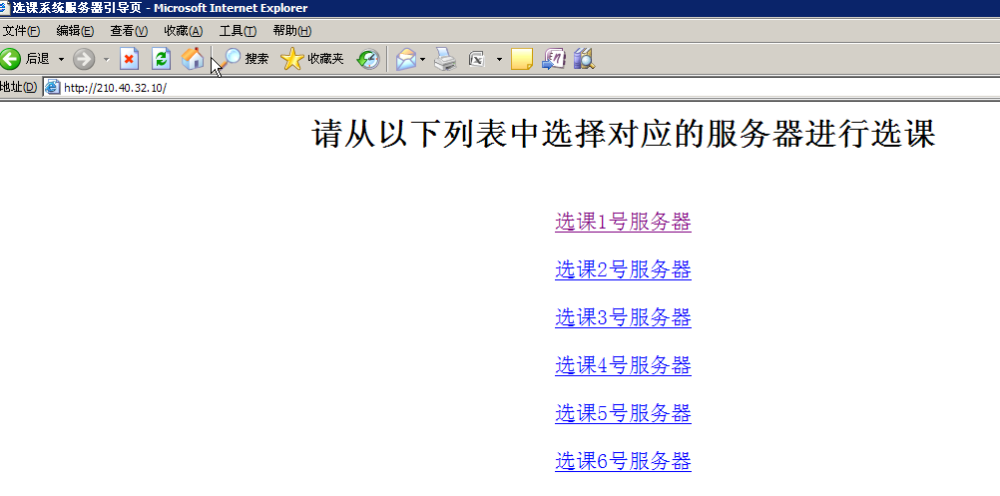 选课系统服务器引导页 - Microsoft Internet Explorer
文件(F) 编辑(E) 查看(V) 收藏(A) 工具(T) 帮助(H)
后退 搜索 收藏夹
地址(D) http://210.40.32.10/
请从以下列表中选择对应的服务器进行选课
选课1号服务器
选课2号服务器
选课3号服务器
选课4号服务器
选课5号服务器
选课6号服务器